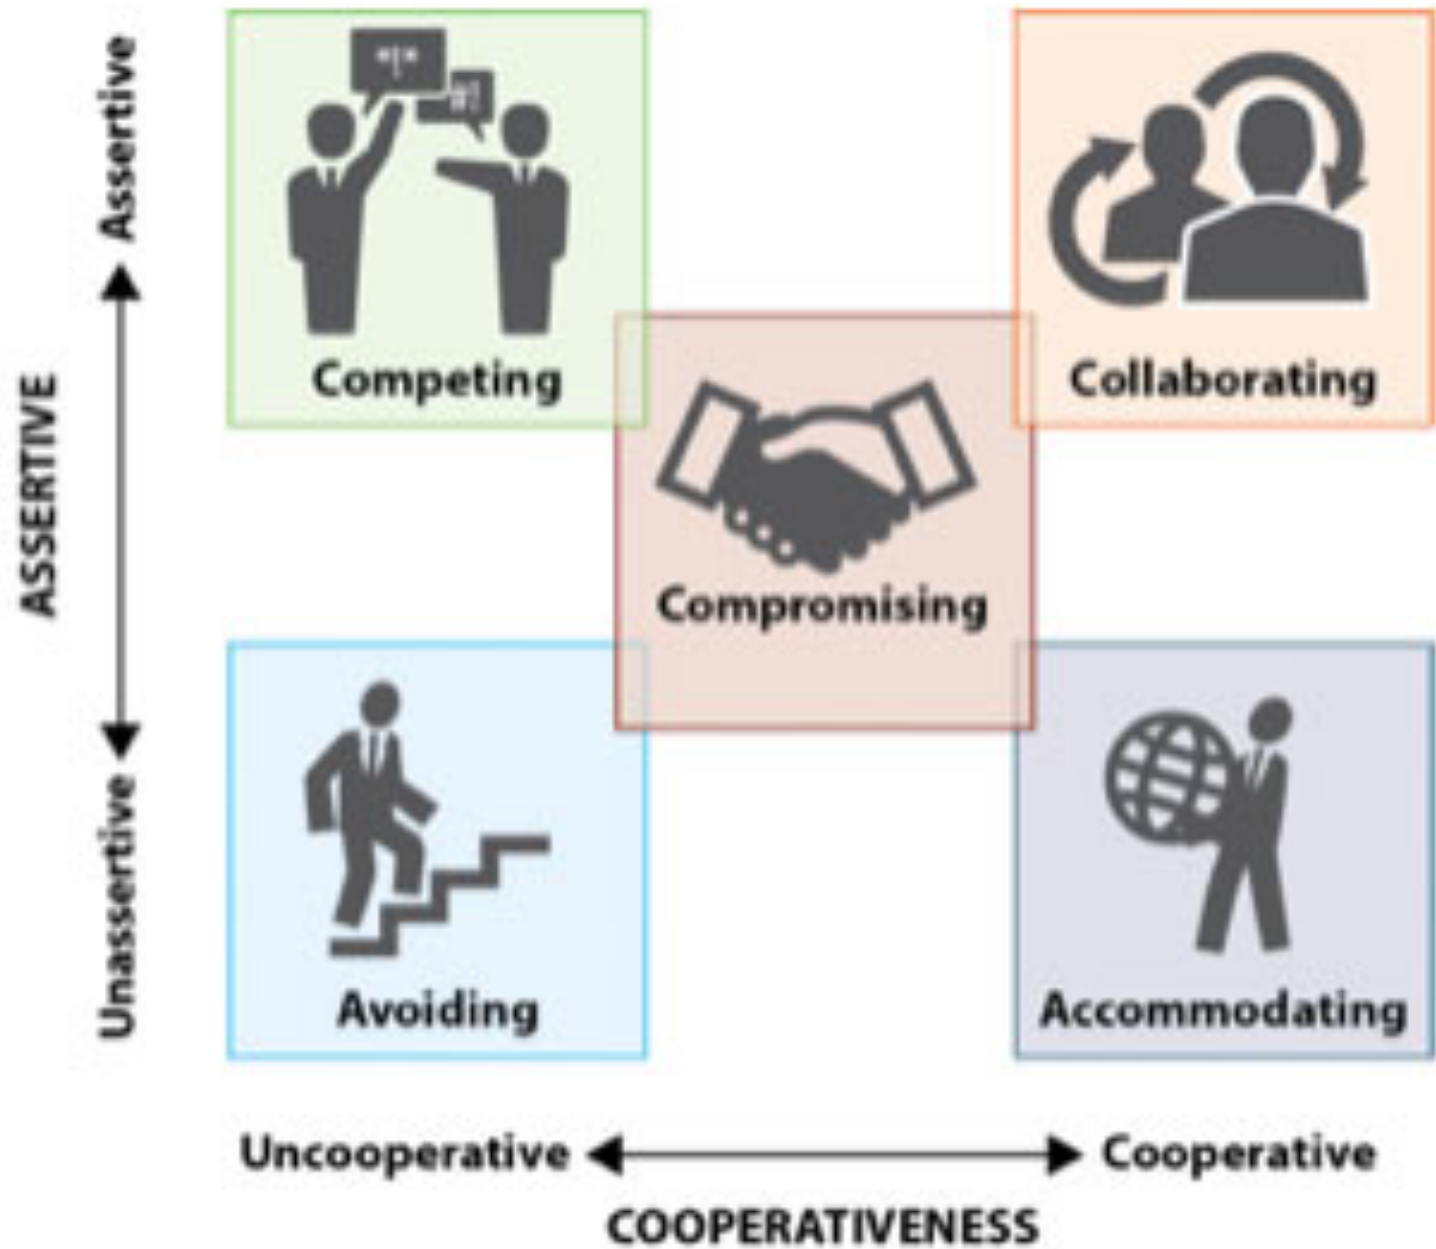 Assertive
ASSERTIVE
Unassertive
Competing
Collaborating
Compromising
Avoiding
Accommodating
Uncooperative
Cooperative
COOPERATIVENESS